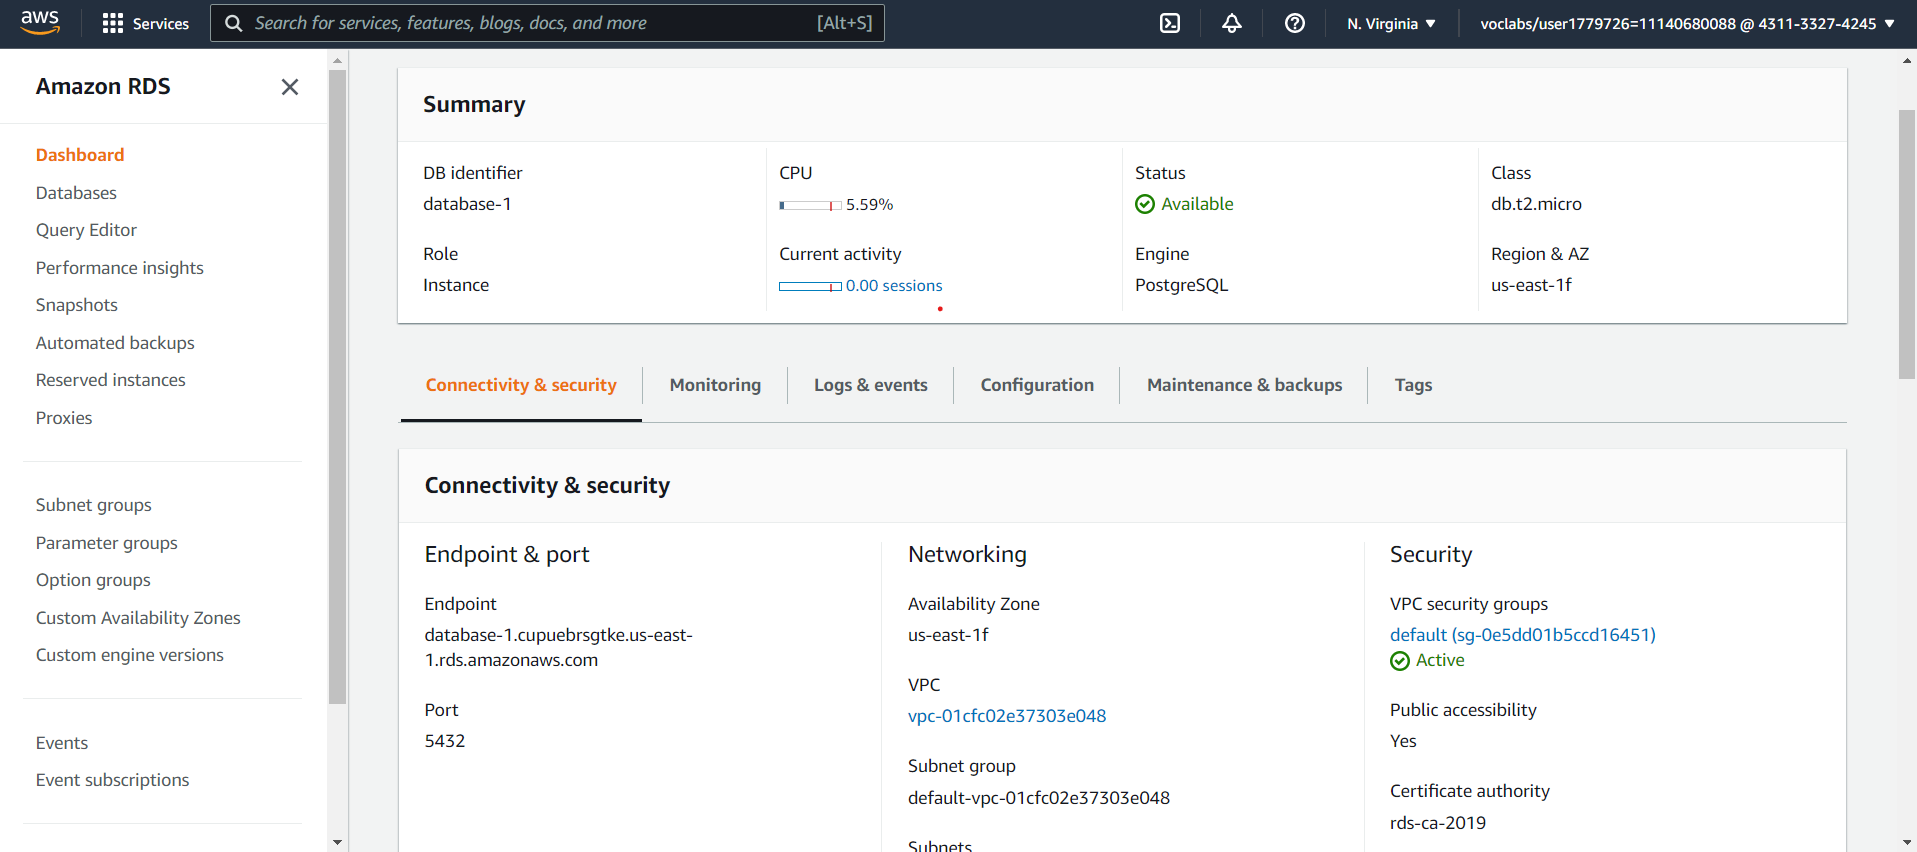 aws
Services
Search for services, features, blogs, docs, and more
[Alt+S]
N. Virginia
voclabs/user1779726=11140680088 @ 4311-3327-4245
Amazon RDS
Dashboard
Databases
Query Editor
Performance insights
Snapshots
Automated backups
Reserved instances
Proxies
Subnet groups
Parameter groups
Option groups
Custom Availability Zones
Custom engine versions
Events
Event subscriptions
Summary
DB identifier
database-1
CPU
5.59%
Status
Available
Class
db.t2.micro
Role
Instance
Current activity
0.00 sessions
Engine
PostgreSQL
Region & AZ
us-east-1f
Connectivity & security
Monitoring
Logs & events
Configuration
Maintenance & backups
Tags
Connectivity & security
Endpoint & port
Endpoint
database-1.cupuebrsgtke.us-east-
1.rds.amazonaws.com
Port
5432
Networking
Availability Zone
us-east-1f
VPC
vpc-01cfc02e37303e048
Subnet group
default-vpc-01cfc02e37303e048
Subnets
Security
VPC security groups
default (sg-0e5dd01b5ccd16451)
Active
Public accessibility
Yes
Certificate authority
rds-ca-2019